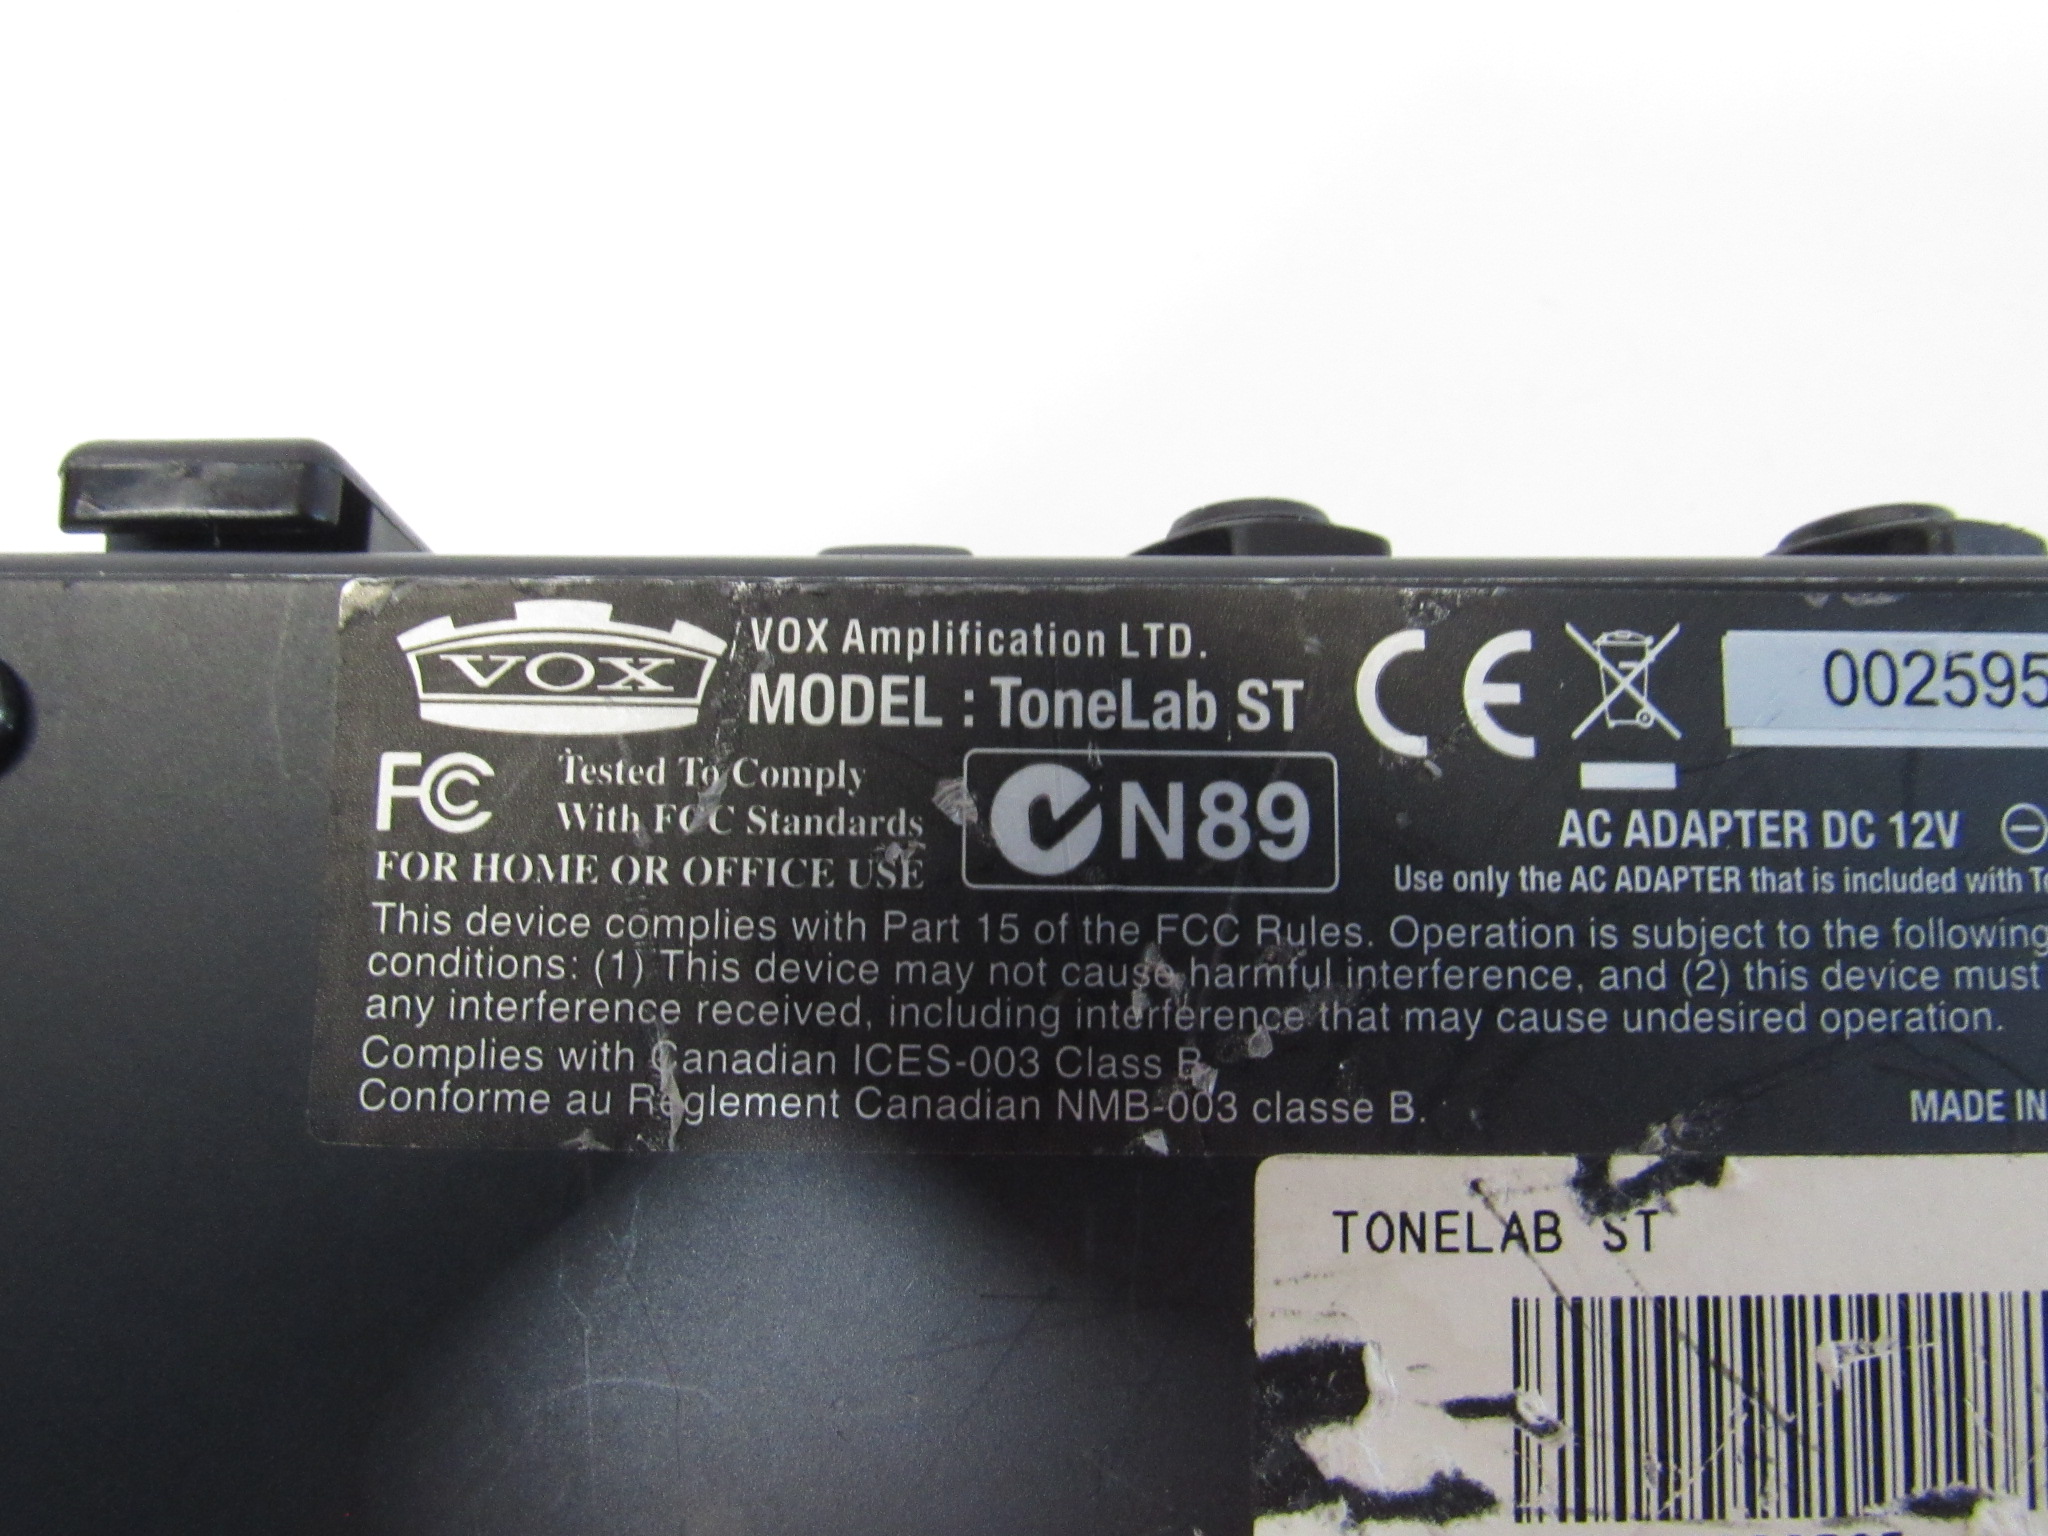 VOX
VOX Amplification LTD.
MODEL : ToneLab ST
CE
002595
FC Tested To Comply
With FCC Standards
FOR HOME OR OFFICE USE
N89
AC ADAPTER DC 12V
Use only the AC ADAPTER that is included with
This device complies with Part 15 of the FCC Rules. Operation is subject to the following
conditions: (1) This device may not cause harmful interference, and (2) this device must
any interference received, including interference that may cause undesired operation.
Complies with Canadian ICES-003 Class B
Conforme au Règlement Canadien NMB-003 classe B.
MADE IN
TONELAB ST